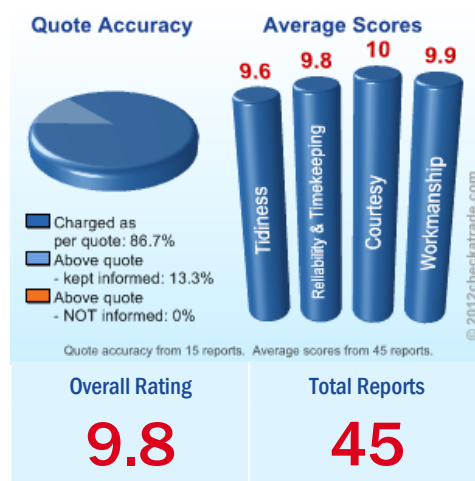 Quote Accuracy
Average Scores
9.6
9.8
10
9.9
Tidiness
Reliability & Timekeeping
Courtesy
Workmanship
Charged as
per quote: 86.7%
Above quote
- kept informed: 13.3%
Above quote
- NOT informed: 0%
© 2012checkatrade.com
Quote accuracy from 15 reports. Average scores from 45 reports.
Overall Rating
9.8
Total Reports
45